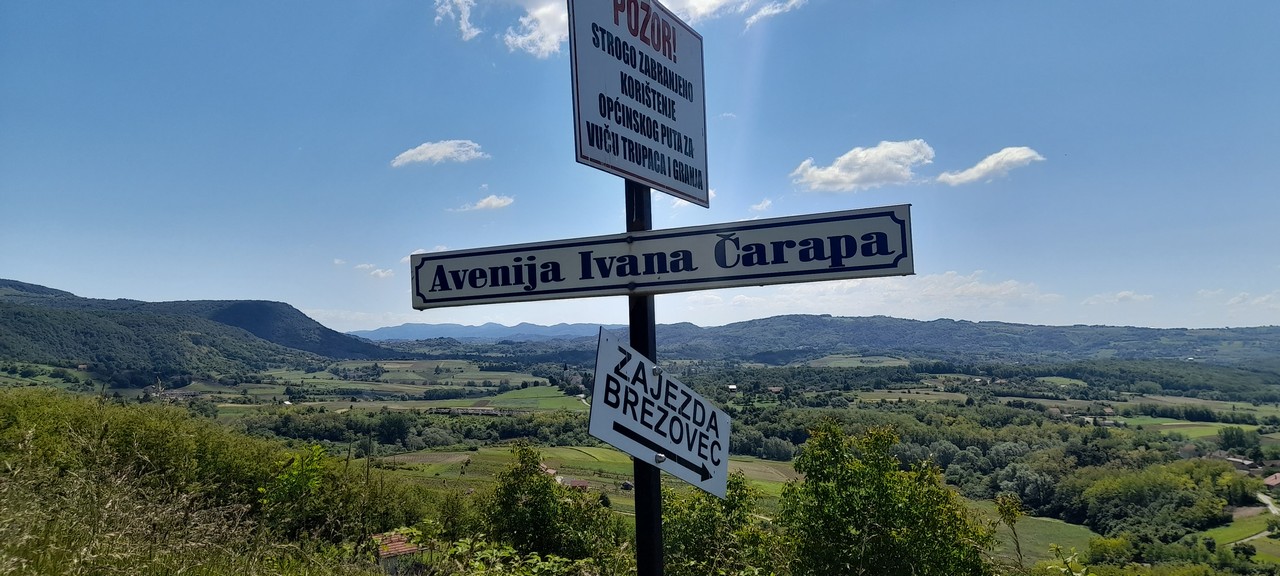 POZOR!
STROGO ZABRANJENO
KORIŠTENJE
OPĆINSKOG PUTA ZA
VUČU TRUPACA I GRANJA
Avenija Ivana Čarapa
ZAJEZDA
BREZOVEC